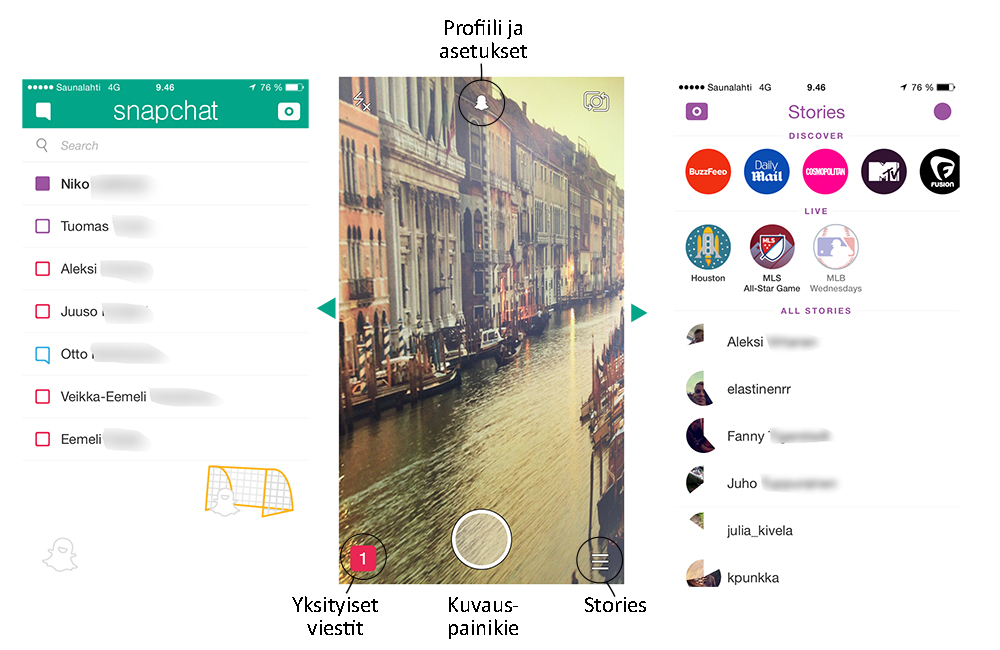 Profiili ja
asetukset
Saunalahti 4G 9.46 76 %
snapchat
Search
Niko
Tuomas
Aleksi
Juuso
Otto
Veikka-Eemeli
Eemeli
1
Yksityiset
viestit
Kuvaus-
painikie
Stories
Saunalahti 4G 9.46 76 %
Stories
DISCOVER
BuzzFeed
Daily
Mail
COSMOPOLITAN
MTV
FUSION
LIVE
MLS
Houston
MLS
All-Star Game
MLB
Wednesdays
ALL STORIES
Aleksi
elastinenrr
Fanny
Juho
julia_kivela
kpunkka